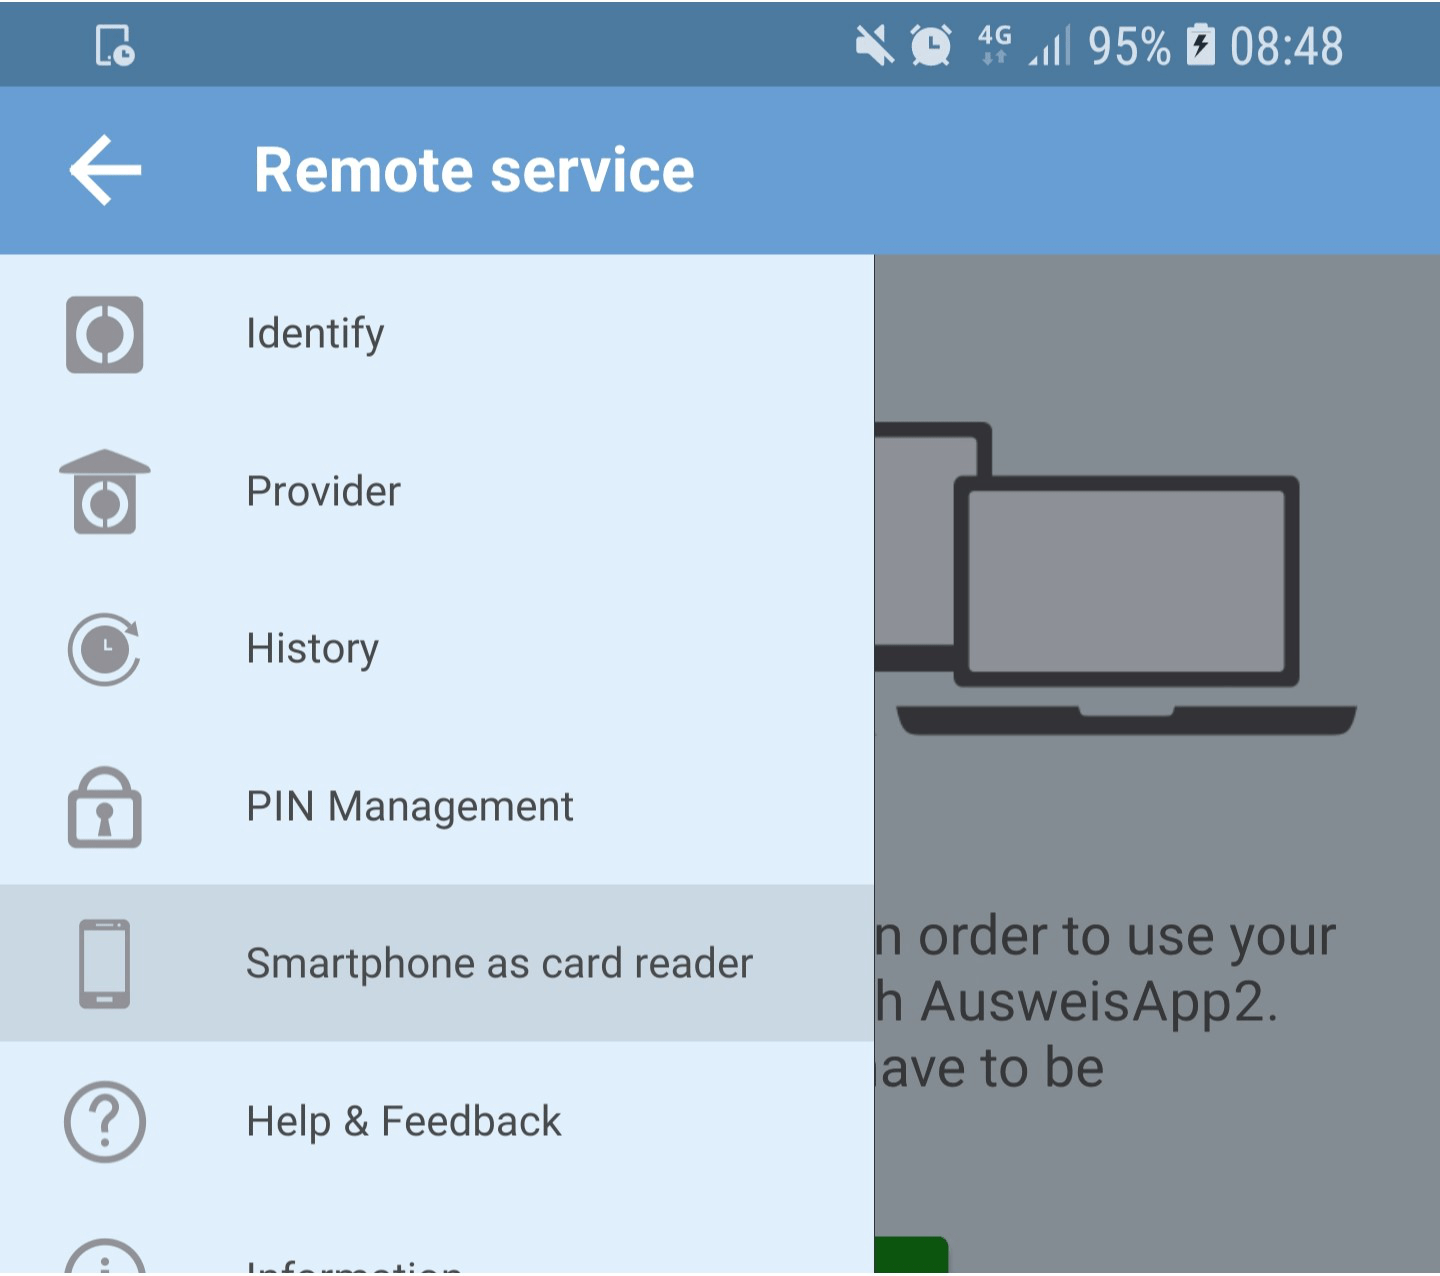 4G 95% 08:48
Remote service
Identify
Provider
History
PIN Management
Smartphone as card reader
n order to use your
h AusweisApp2.
ave to be
Help & Feedback
Information